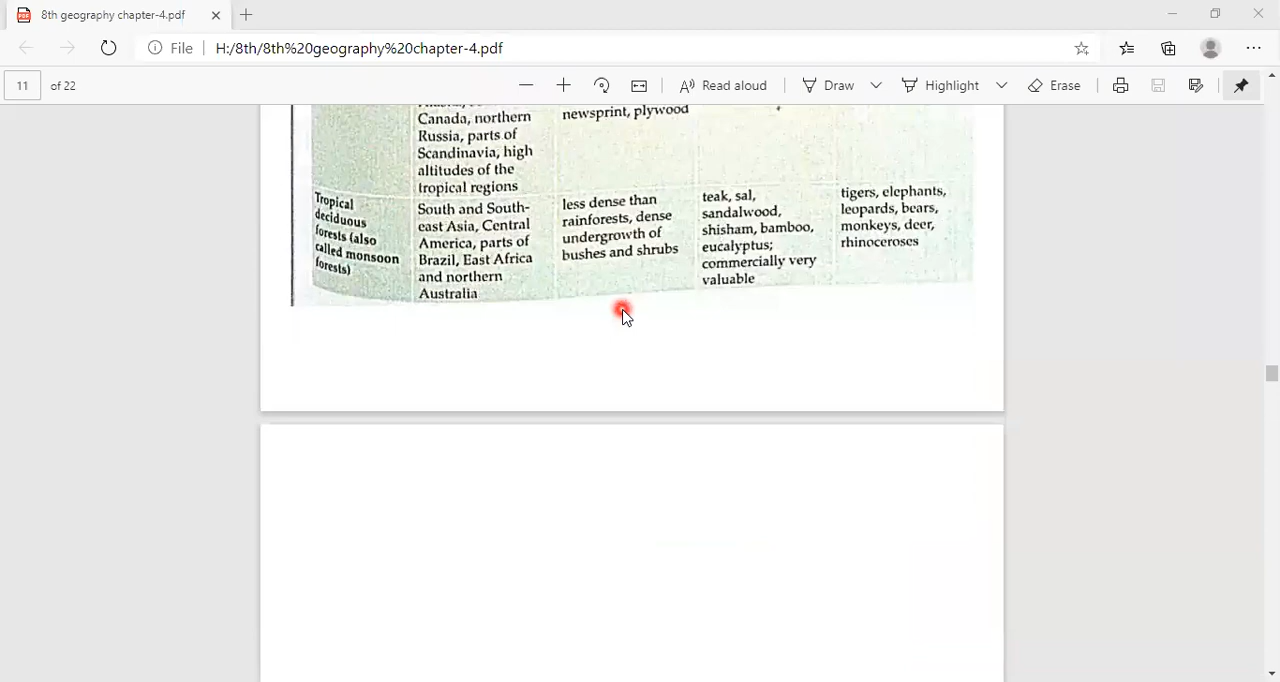 8th geography chapter-4.pdf
File
H:/8th/8th%20geography%20chapter-4.pdf
11 of 22
Read aloud
Draw
Highlight
Erase
Canada, northern
Russia, parts of
Scandinavia, high
altitudes of the
tropical regions
newsprint, plywood
Tropical
deciduous
forests (also
called monsoon
forests)
South and South-
east Asia, Central
America, parts of
Brazil, East Africa
and northern
Australia
less dense than
rainforests, dense
undergrowth of
bushes and shrubs
teak, sal,
sandalwood,
shisham, bamboo,
eucalyptus;
commercially very
valuable
tigers, elephants,
leopards, bears,
monkeys, deer,
rhinoceroses